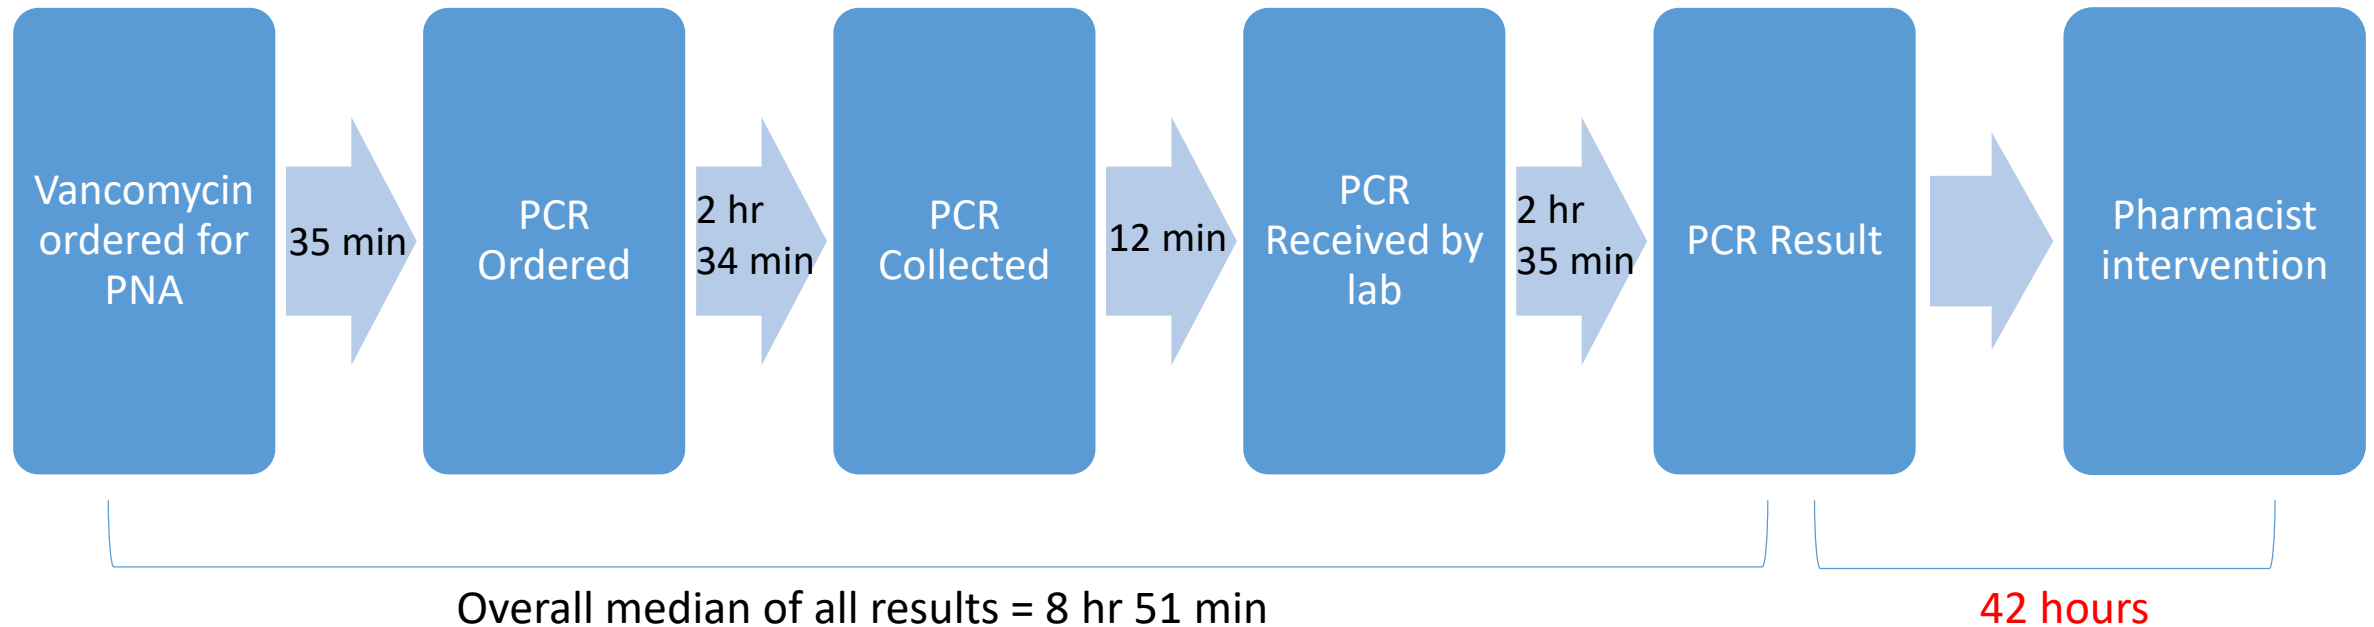 Vancomycin
ordered for
PNA
35 min
PCR
Ordered
2 hr
34 min
PCR
Collected
12 min
PCR
Received by
lab
2 hr
35 min
PCR Result
Pharmacist
intervention
Overall median of all results = 8 hr 51 min
42 hours